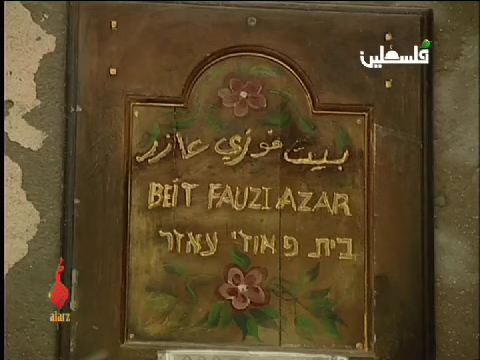 فلسطين
بيت فوزي عازر
BEIT FAUZI AZAR
בית פאוזי עאזר
alarz